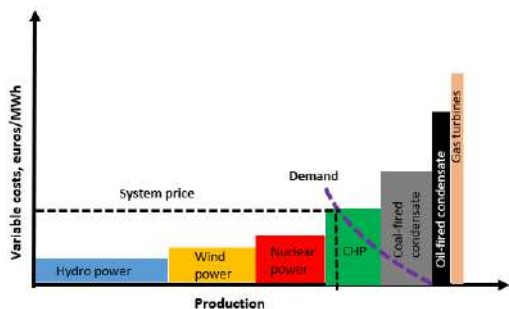 Variable costs, euros/MWh
System price
Demand
Hydro power
Wind
power
Nuclear
power
CHP
Coal-fired
condensate
Oil-fired condensate
Gas turbines
Production